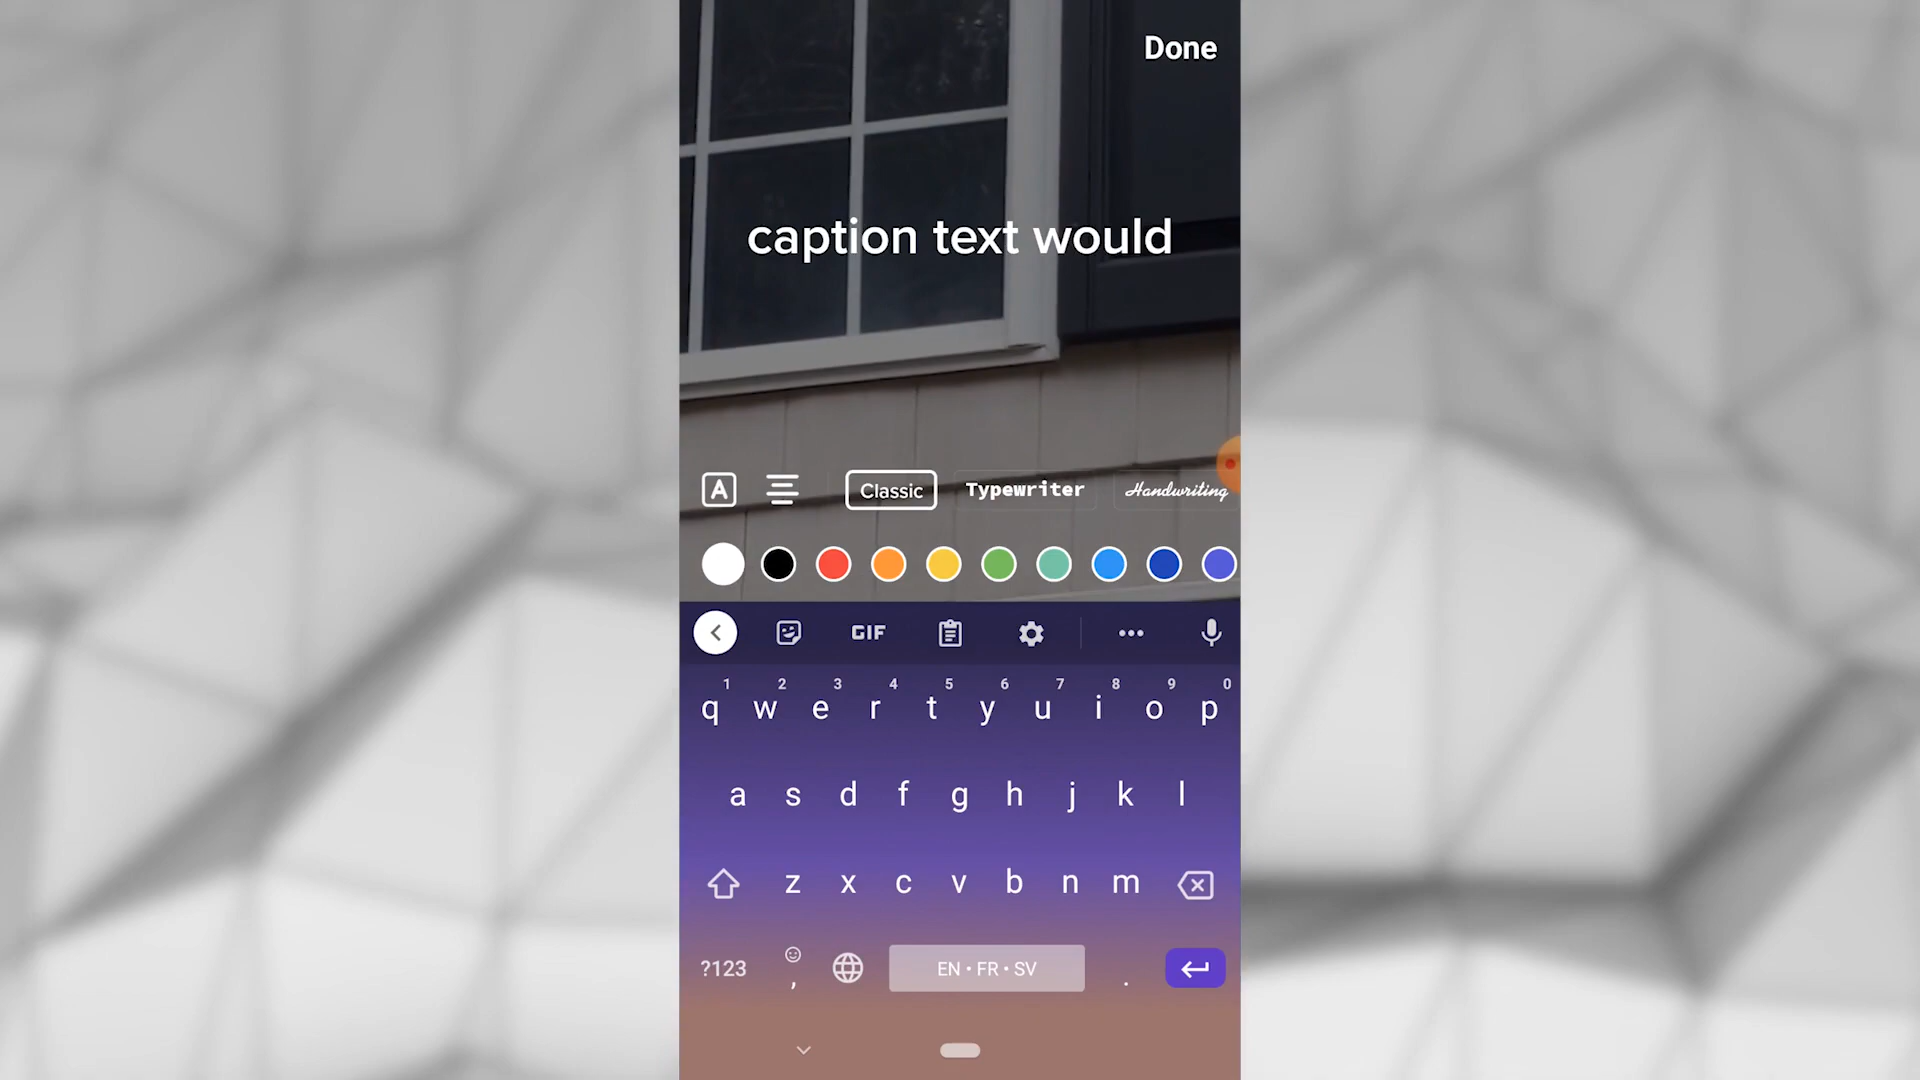 Done
caption text would
A Classic Typewriter Handwriting
GIF
1 2 3 4 5 6 7 8 9 0
q w e r t y u i o p
a s d f g h j k l
z x c v b n m
?123 , EN • FR • SV .